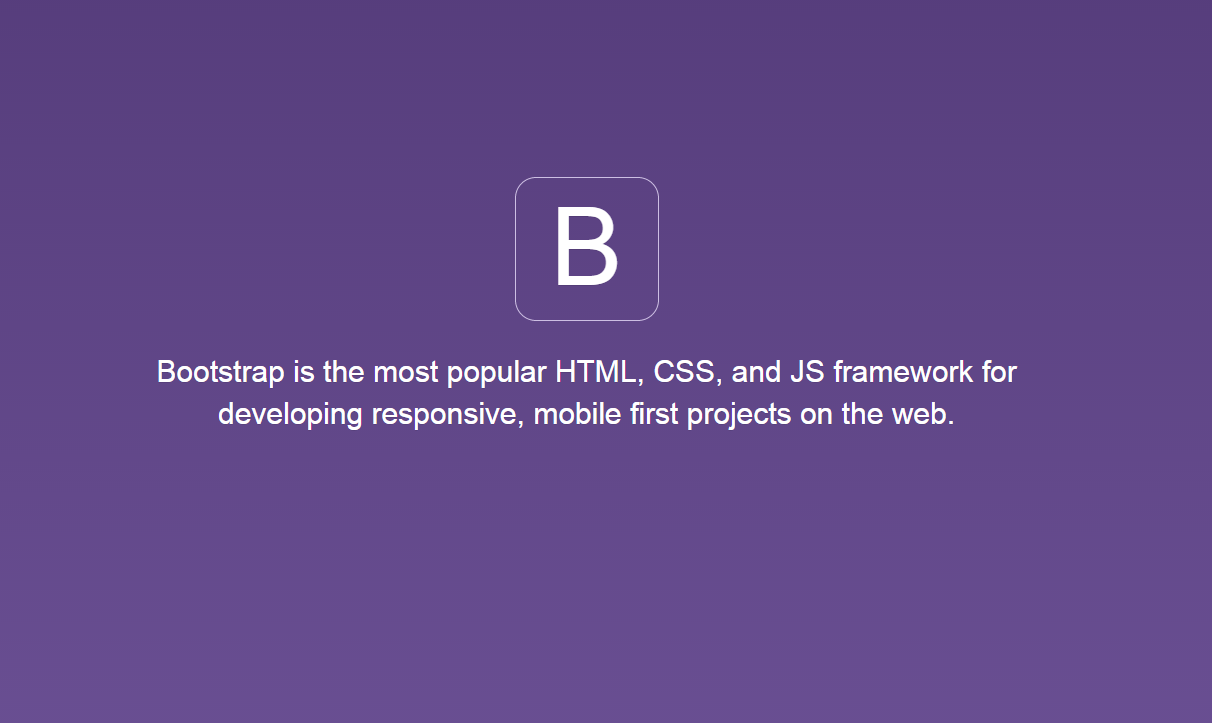 B
Bootstrap is the most popular HTML, CSS, and JS framework for
developing responsive, mobile first projects on the web.